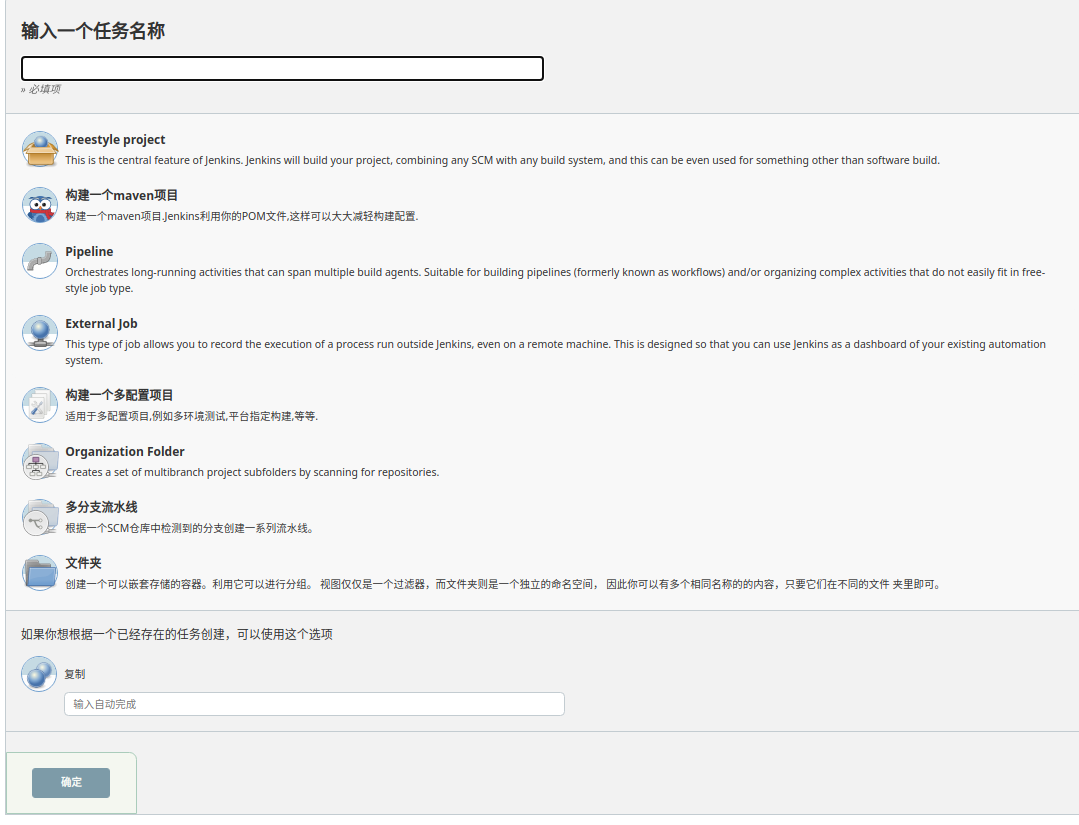 输入一个任务名称
» 必填项
Freestyle project
This is the central feature of Jenkins. Jenkins will build your project, combining any SCM with any build system, and this can be even used for something other than software build.
构建一个maven项目
构建一个maven项目.Jenkins利用你的POM文件,这样可以大大减轻构建配置.
Pipeline
Orchestrates long-running activities that can span multiple build agents. Suitable for building pipelines (formerly known as workflows) and/or organizing complex activities that do not easily fit in free-
style job type.
External Job
This type of job allows you to record the execution of a process run outside Jenkins, even on a remote machine. This is designed so that you can use Jenkins as a dashboard of your existing automation
system.
构建一个多配置项目
适用于多配置项目,例如多环境测试,平台指定构建,等等.
Organization Folder
Creates a set of multibranch project subfolders by scanning for repositories.
多分支流水线
根据一个SCM仓库中检测到的分支创建一系列流水线。
文件夹
创建一个可以嵌套存储的容器。利用它可以进行分组。 视图仅仅是一个过滤器，而文件夹则是一个独立的命名空间， 因此你可以有多个相同名称的的内容，只要它们在不同的文件 夹里即可。
如果你想根据一个已经存在的任务创建，可以使用这个选项
复制
输入自动完成
确定